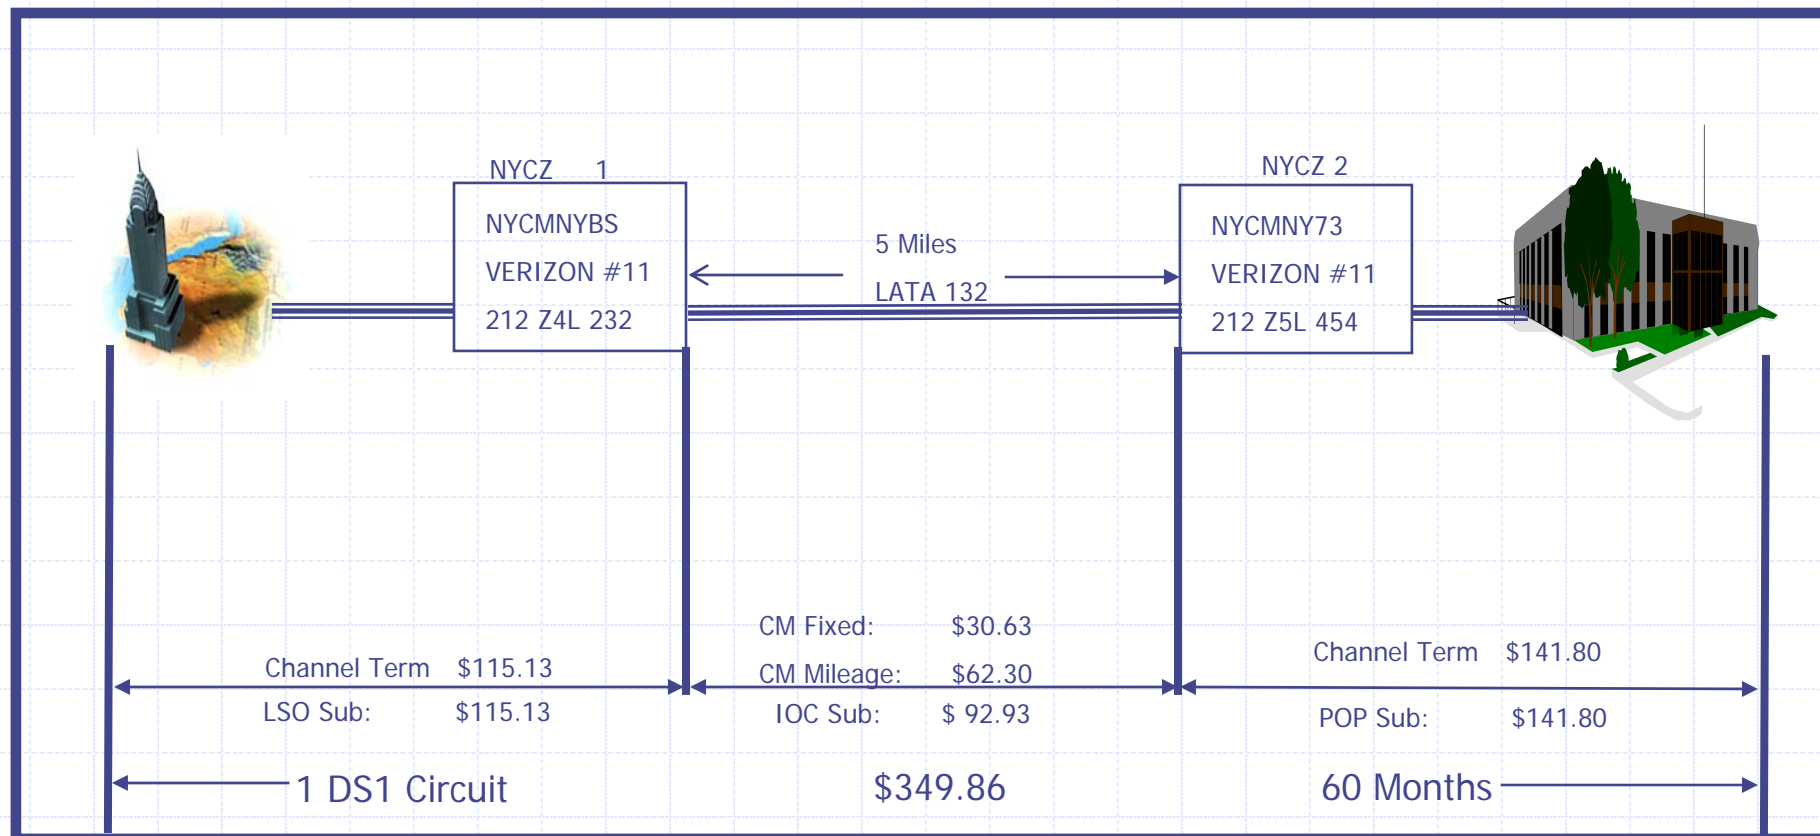 NYCZ 1
NYCMNYBS
VERIZON #11
212 Z4L 232
5 Miles
LATA 132
NYCZ 2
NYCMNY73
VERIZON #11
212 Z5L 454
Channel Term $115.13
LSO Sub: $115.13
CM Fixed: $30.63
CM Mileage: $62.30
IOC Sub: $ 92.93
Channel Term $141.80
POP Sub: $141.80
1 DS1 Circuit
$349.86
60 Months